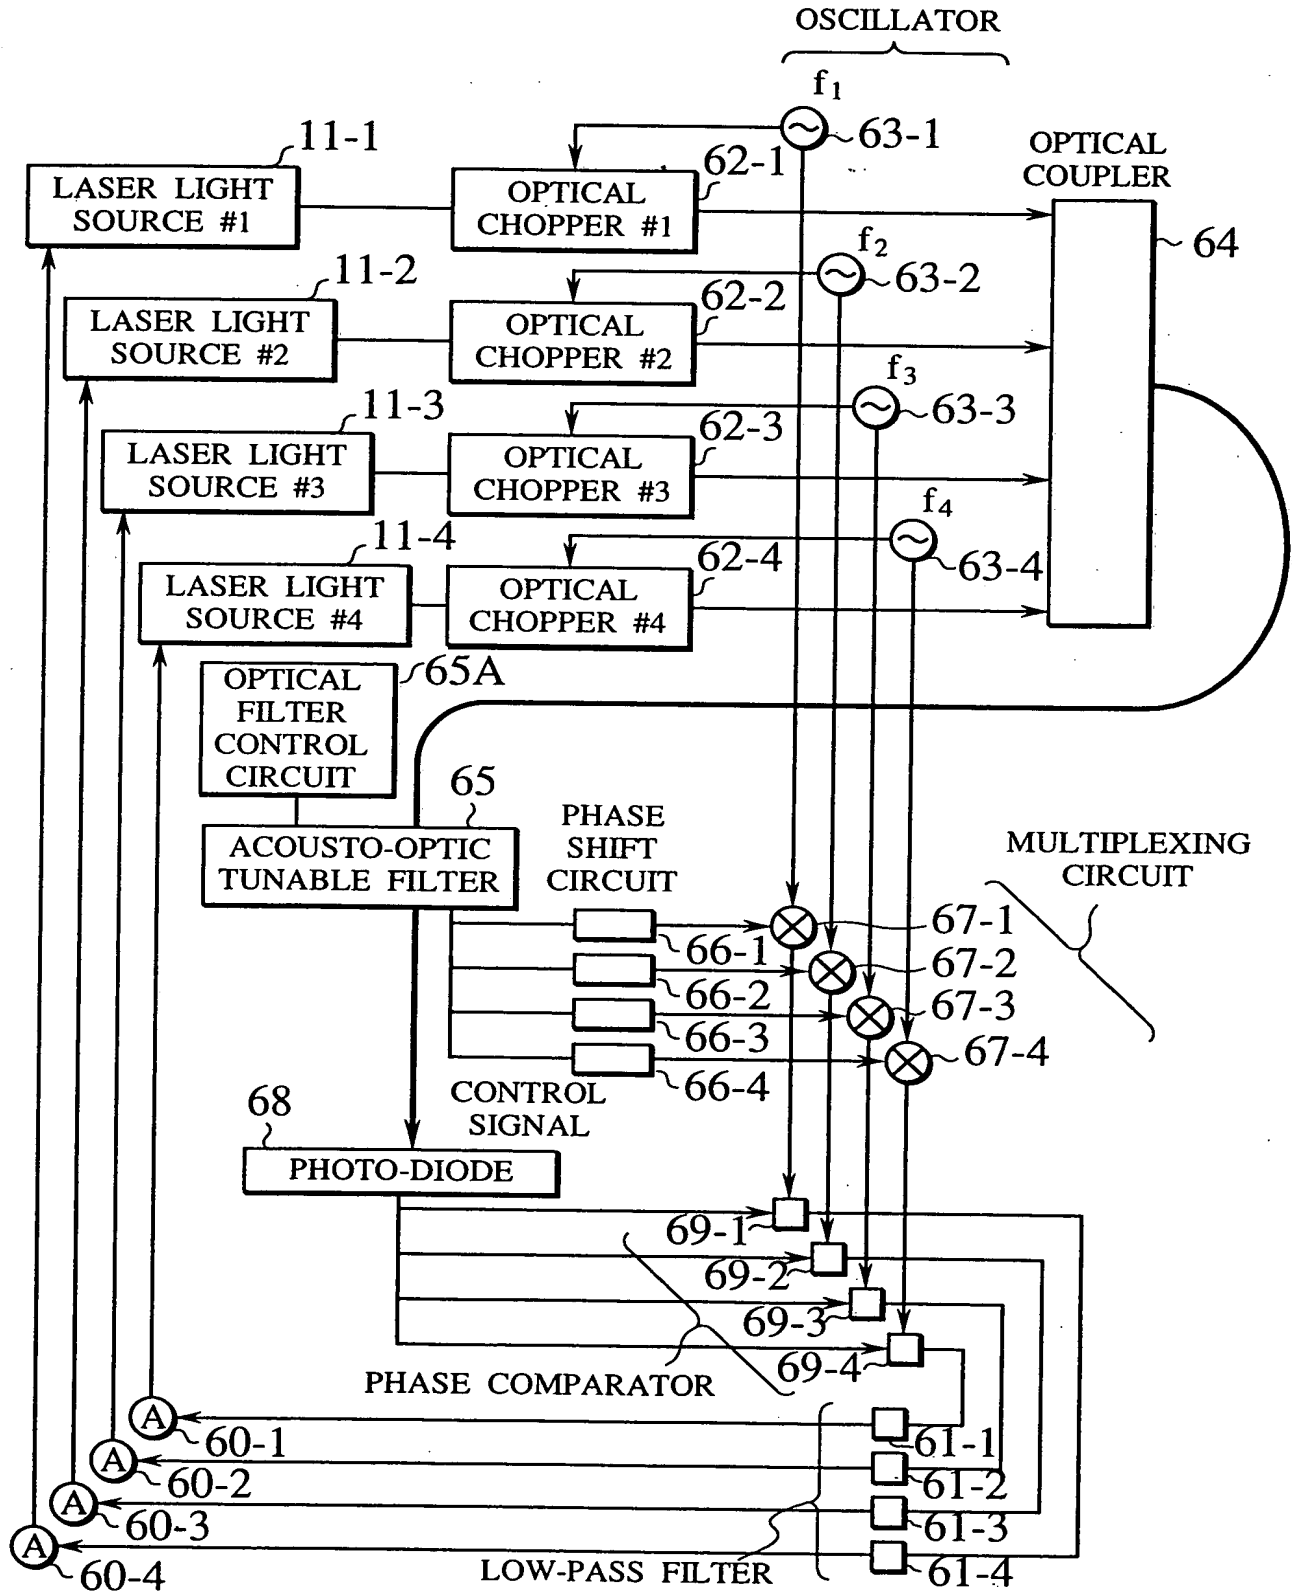 OSCILLATOR
f1
63-1
11-1
LASER LIGHT
SOURCE #1
62-1
OPTICAL
CHOPPER #1
OPTICAL
COUPLER
64
f2
63-2
11-2
LASER LIGHT
SOURCE #2
62-2
OPTICAL
CHOPPER #2
f3
63-3
11-3
LASER LIGHT
SOURCE #3
62-3
OPTICAL
CHOPPER #3
f4
63-4
11-4
LASER LIGHT
SOURCE #4
62-4
OPTICAL
CHOPPER #4
65A
OPTICAL
FILTER
CONTROL
CIRCUIT
65
ACOUSTO-OPTIC
TUNABLE FILTER
PHASE
SHIFT
CIRCUIT
MULTIPLEXING
CIRCUIT
66-1
67-1
66-2
67-2
66-3
67-3
66-4
67-4
CONTROL
SIGNAL
68
PHOTO-DIODE
69-1
69-2
69-3
69-4
PHASE COMPARATOR
A
60-1
61-1
A
60-2
61-2
A
60-3
61-3
A
60-4
61-4
LOW-PASS FILTER